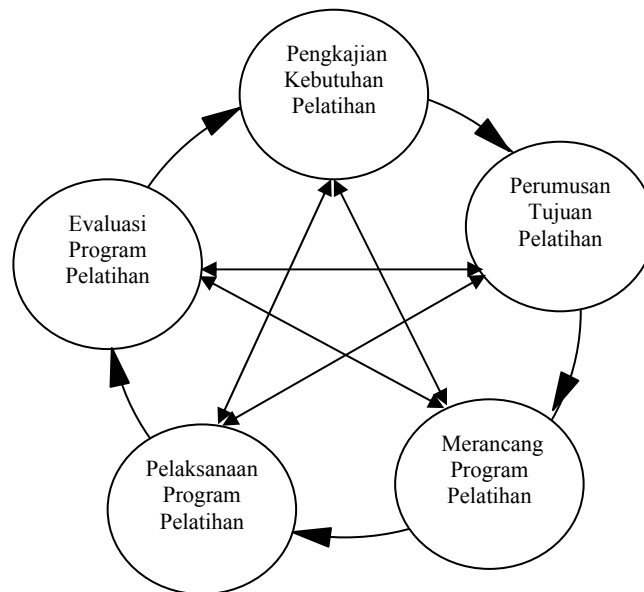 Pengkajian
Kebutuhan
Pelatihan
Perumusan
Tujuan
Pelatihan
Merancang
Program
Pelatihan
Pelaksanaan
Program
Pelatihan
Evaluasi
Program
Pelatihan